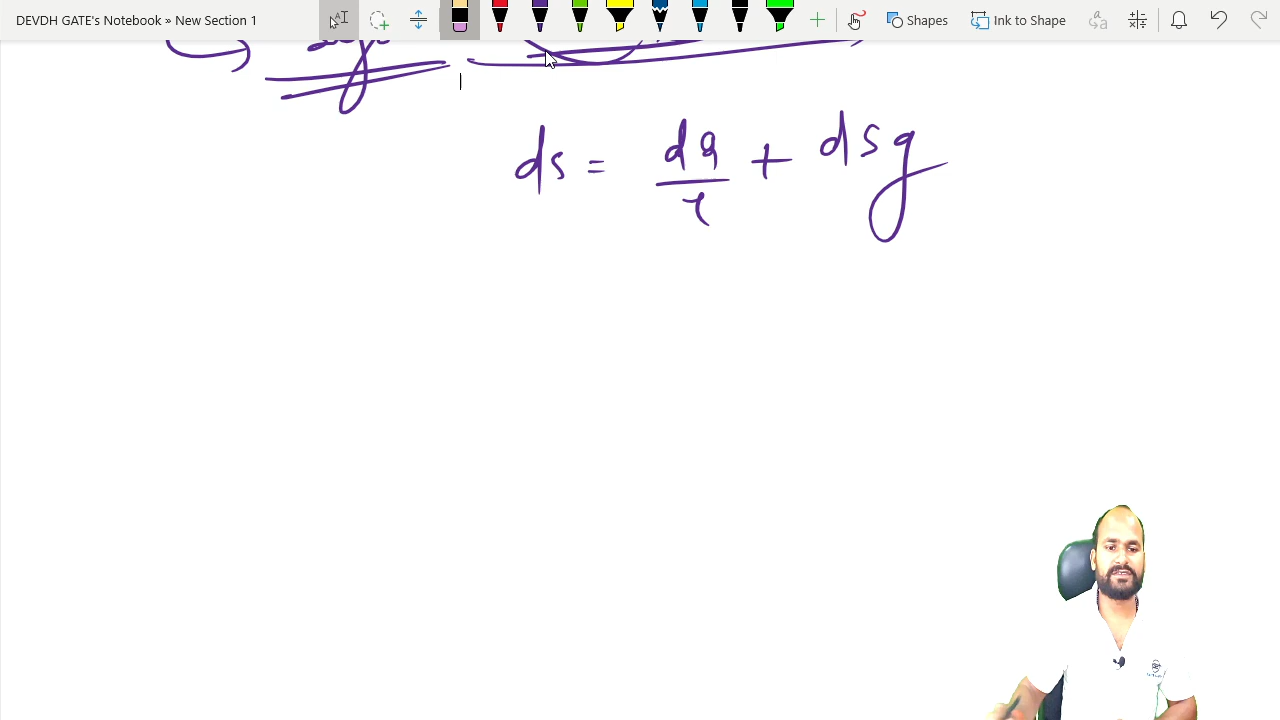 DEVDH GATE's Notebook » New Section 1
Shapes
Ink to Shape
ds = dQ/T + dsg